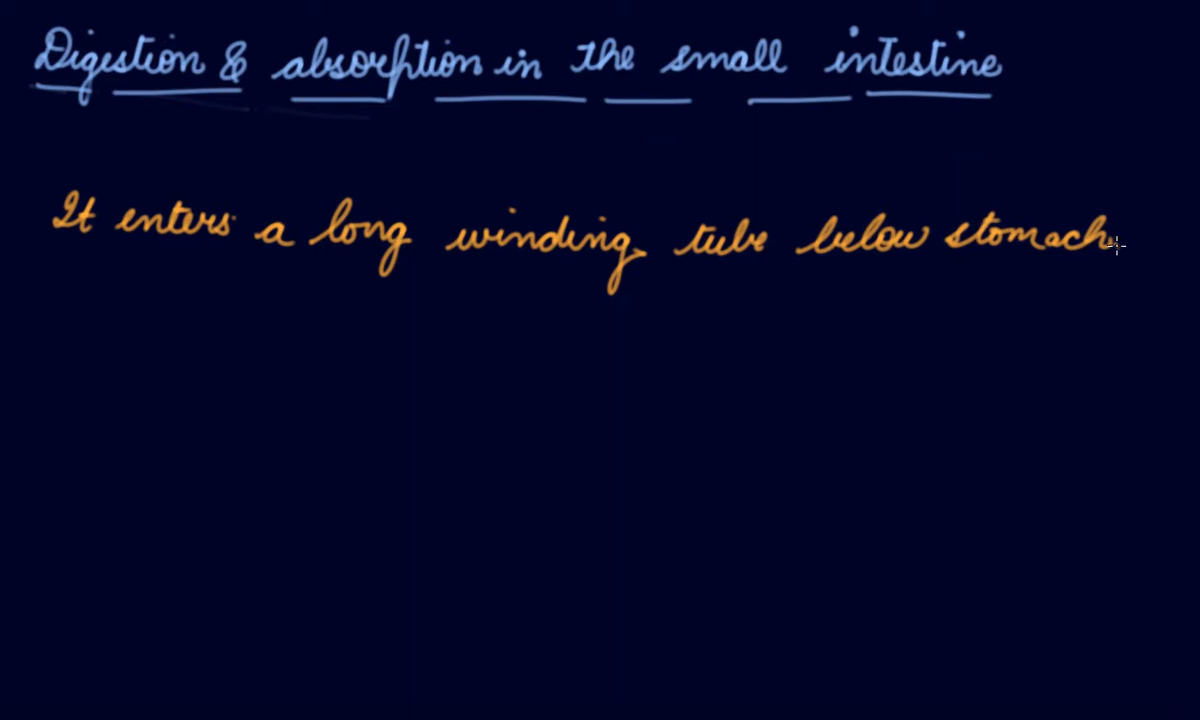 Digestion & absorption in the small intestine
It enters a long winding tube below stomach